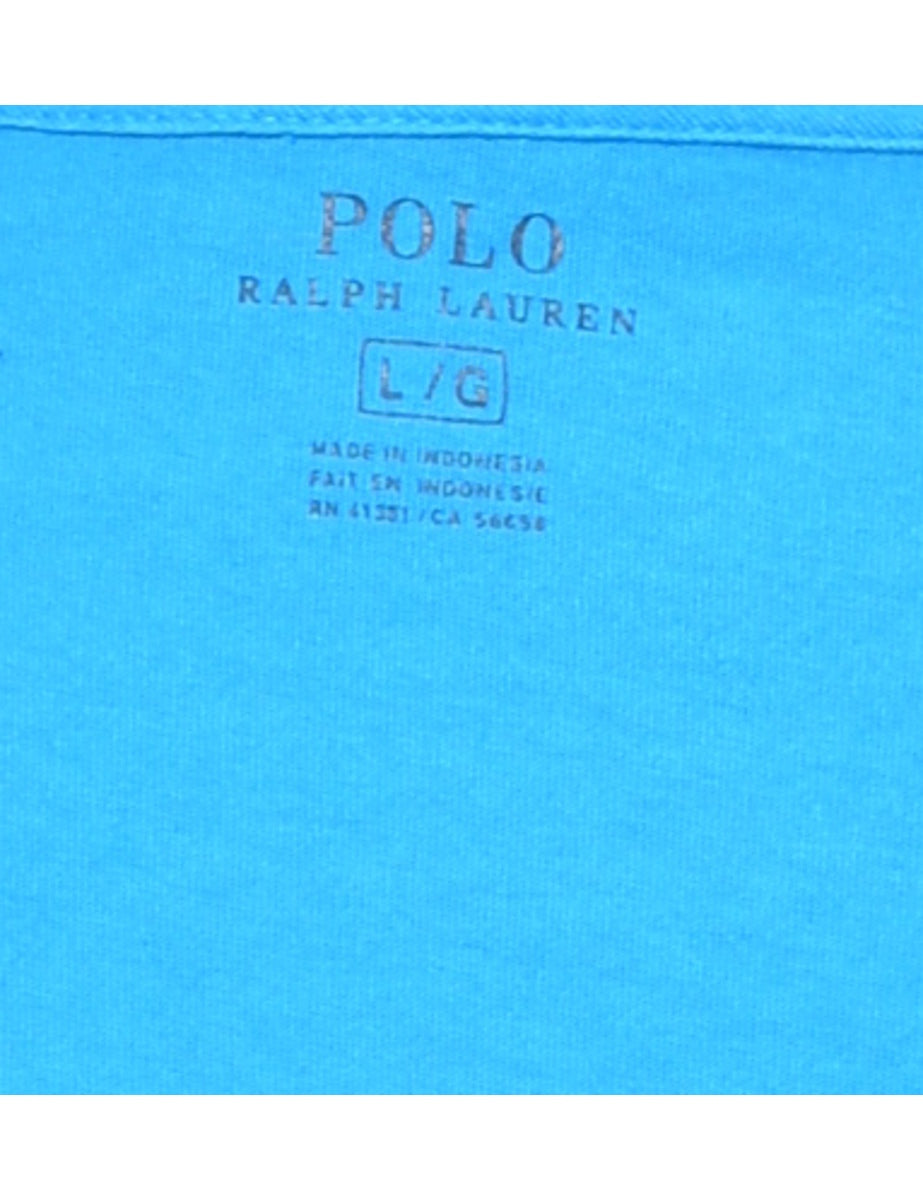 POLO
RALPH LAUREN
L/G
MADE IN INDONESIA
FAIT EN INDONESIE
RN 41381/CA 56658